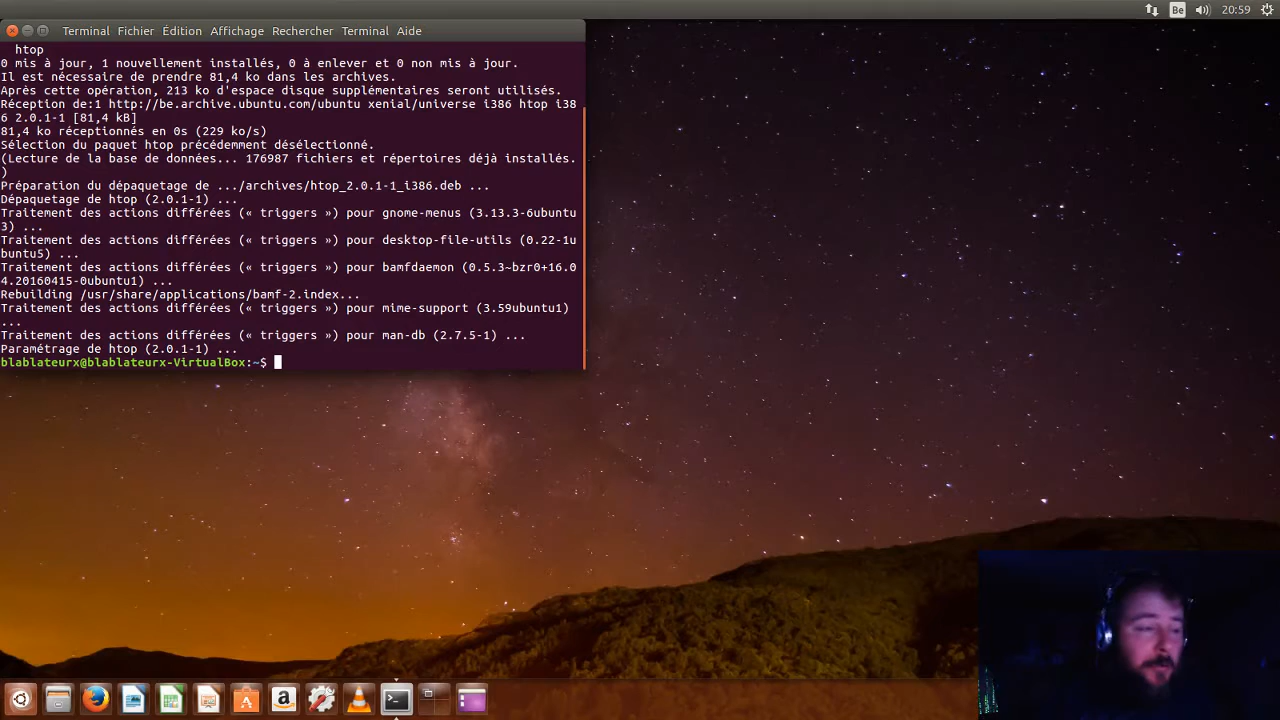 Be 20:59
Terminal Fichier Édition Affichage Rechercher Terminal Aide
htop
0 mis à jour, 1 nouvellement installés, 0 à enlever et 0 non mis à jour.
Il est nécessaire de prendre 81,4 ko dans les archives.
Après cette opération, 213 ko d'espace disque supplémentaires seront utilisés.
Réception de:1 http://be.archive.ubuntu.com/ubuntu xenial/universe i386 htop i38
6 2.0.1-1 [81,4 kB]
81,4 ko réceptionnés en 0s (229 ko/s)
Sélection du paquet htop précédemment désélectionné.
(Lecture de la base de données... 176987 fichiers et répertoires déjà installés.
)
Préparation du dépaquetage de .../archives/htop_2.0.1-1_i386.deb ...
Dépaquetage de htop (2.0.1-1) ...
Traitement des actions différées (« triggers ») pour gnome-menus (3.13.3-6ubuntu
3) ...
Traitement des actions différées (« triggers ») pour desktop-file-utils (0.22-1u
buntu5) ...
Traitement des actions différées (« triggers ») pour bamfdaemon (0.5.3~bzr0+16.0
4.20160415-0ubuntu1) ...
Rebuilding /usr/share/applications/bamf-2.index...
Traitement des actions différées (« triggers ») pour mime-support (3.59ubuntu1)
...
Traitement des actions différées (« triggers ») pour man-db (2.7.5-1) ...
Paramétrage de htop (2.0.1-1) ...
blablateurx@blablateurx-VirtualBox:~$